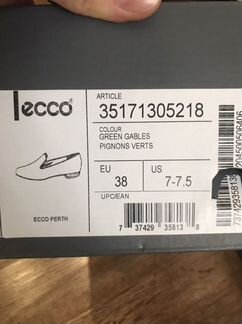 ecco
ARTICLE
35171305218
COLOUR
GREEN GABLES
PIGNONS VERTS
EU
US
38
7-7.5
UPC/EAN
ECCO PERTH
7 37429 35813 8